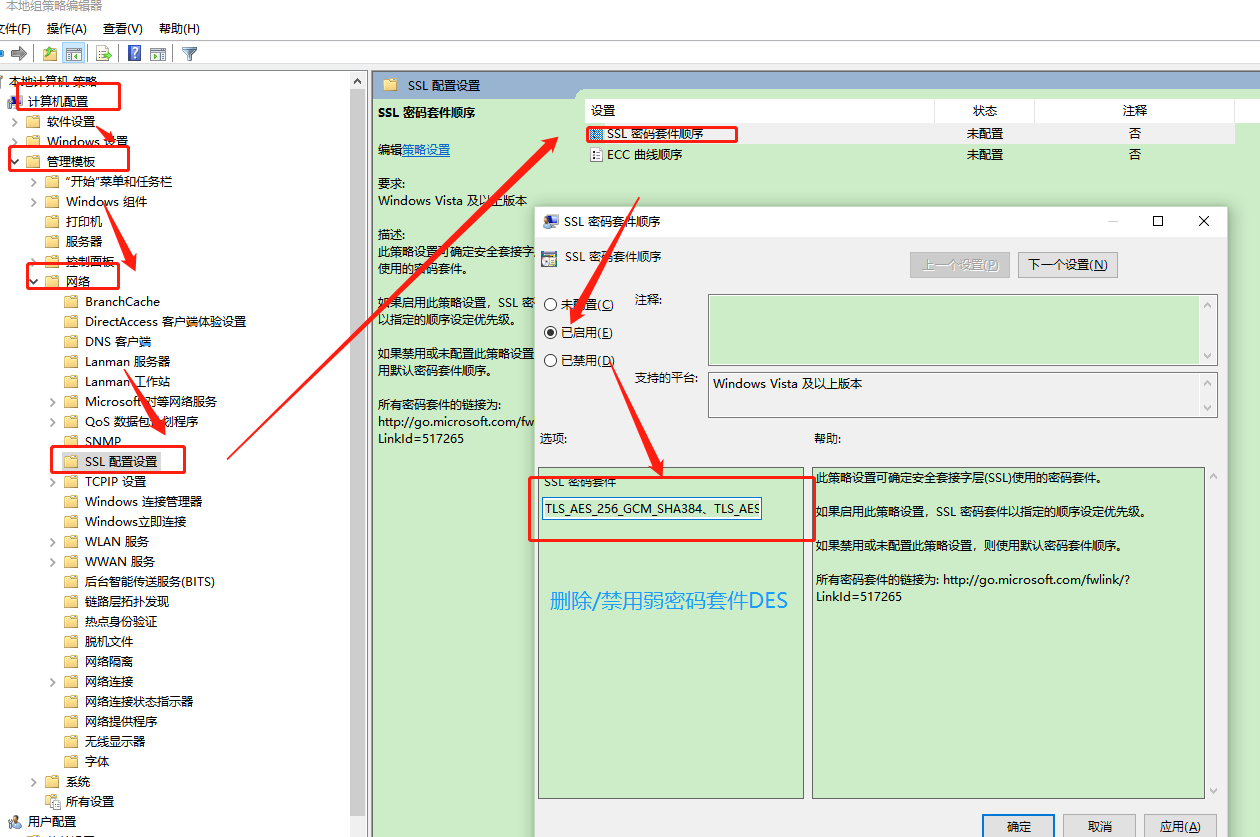 本地组策略编辑器
文件(F) 操作(A) 查看(V) 帮助(H)
本地计算机 策略
计算机配置
软件设置
Windows 设置
管理模板
“开始”菜单和任务栏
Windows 组件
打印机
服务器
控制面板
网络
BranchCache
DirectAccess 客户端体验设置
DNS 客户端
Lanman 服务器
Lanman 工作站
Microsoft 对等网络服务
QoS 数据包计划程序
SNMP
SSL 配置设置
TCPIP 设置
Windows 连接管理器
Windows立即连接
WLAN 服务
WWAN 服务
后台智能传送服务(BITS)
链路层拓扑发现
热点身份验证
脱机文件
网络隔离
网络连接
网络连接状态指示器
网络提供程序
无线显示器
字体
系统
所有设置
用户配置
SSL 配置设置
SSL 密码套件顺序
编辑策略设置
要求:
Windows Vista 及以上版本
描述:
此策略设置可确定安全套接字层
使用的密码套件。
如果启用此策略设置，SSL 密
以指定的顺序设定优先级。
如果禁用或未配置此策略设置
用默认密码套件顺序。
所有密码套件的链接为:
http://go.microsoft.com/fw
LinkId=517265
设置 状态 注释
SSL 密码套件顺序 未配置 否
ECC 曲线顺序 未配置 否
SSL 密码套件顺序
SSL 密码套件顺序
上一个设置(P) 下一个设置(N)
未配置(C) 注释:
已启用(E)
已禁用(D)
支持的平台: Windows Vista 及以上版本
选项: 帮助:
SSL 密码套件
TLS_AES_256_GCM_SHA384、TLS_AES
删除/禁用弱密码套件DES
此策略设置可确定安全套接字层(SSL)使用的密码套件。
如果启用此策略设置，SSL 密码套件以指定的顺序设定优先级。
如果禁用或未配置此策略设置，则使用默认密码套件顺序。
所有密码套件的链接为: http://go.microsoft.com/fwlink/?
LinkId=517265
确定 取消 应用(A)